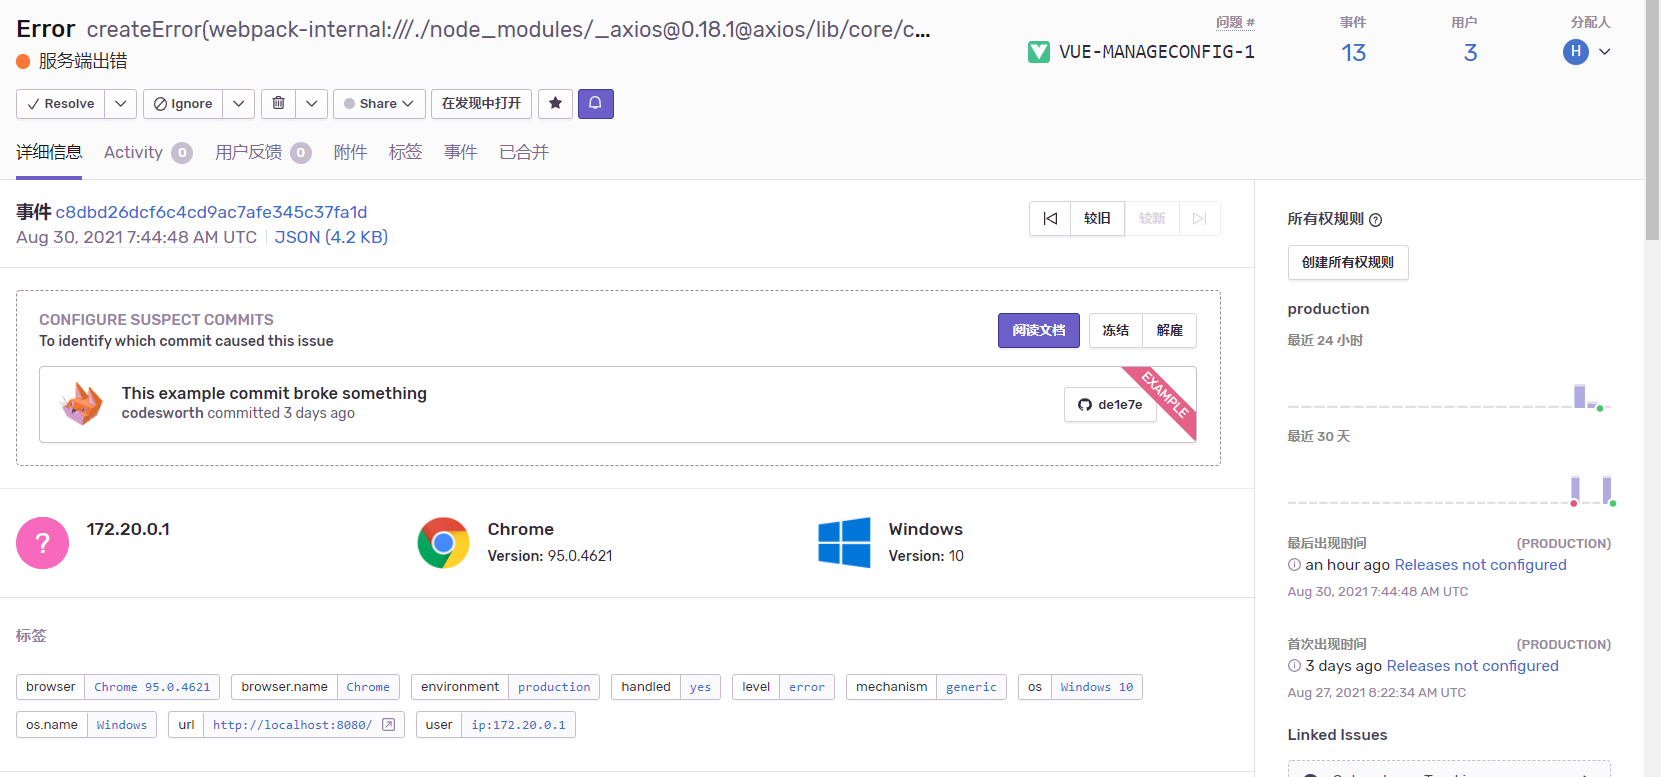 Error createError(webpack-internal:///./node_modules/_axios@0.18.1@axios/lib/core/c...
服务端出错
问题 # 事件 用户 分配人
VUE-MANAGECONFIG-1 13 3 H
Resolve Ignore Share 在发现中打开
详细信息 Activity 0 用户反馈 0 附件 标签 事件 已合并
事件 c8dbd26dcf6c4cd9ac7afe345c37fa1d
Aug 30, 2021 7:44:48 AM UTC JSON (4.2 KB)
较旧 较新
CONFIGURE SUSPECT COMMITS
To identify which commit caused this issue
阅读文档 冻结 解雇
This example commit broke something
codesworth committed 3 days ago
de1e7e
EXAMPLE
? 172.20.0.1
Chrome
Version: 95.0.4621
Windows
Version: 10
标签
browser Chrome 95.0.4621 browser.name Chrome environment production handled yes level error mechanism generic os Windows 10
os.name Windows url http://localhost:8080/ user ip:172.20.0.1
所有权规则 ?
创建所有权规则
production
最近 24 小时
最近 30 天
最后出现时间 (PRODUCTION)
an hour ago Releases not configured
Aug 30, 2021 7:44:48 AM UTC
首次出现时间 (PRODUCTION)
3 days ago Releases not configured
Aug 27, 2021 8:22:34 AM UTC
Linked Issues